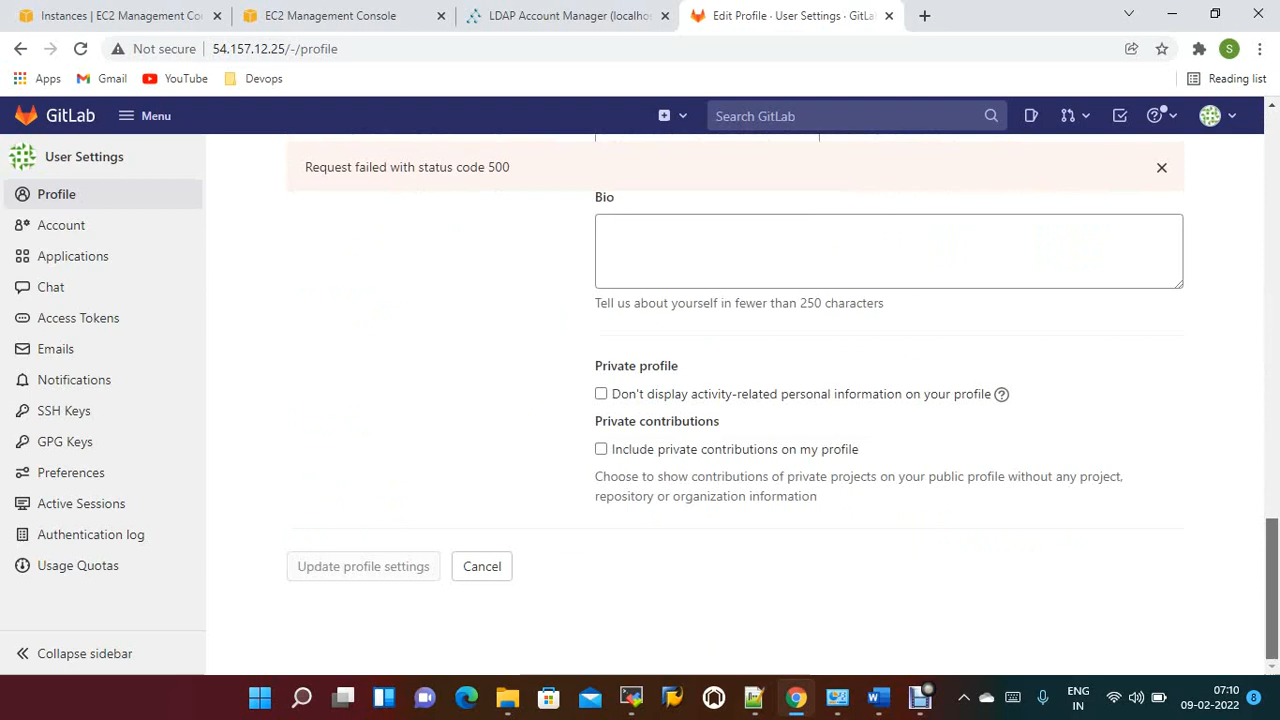 Instances | EC2 Management Co
EC2 Management Console
LDAP Account Manager (localho
Edit Profile · User Settings · GitLa
Not secure
54.157.12.25/-/profile
S
Apps
Gmail
YouTube
Devops
Reading list
GitLab
Menu
Search GitLab
User Settings
Request failed with status code 500
Profile
Bio
Account
Applications
Chat
Tell us about yourself in fewer than 250 characters
Access Tokens
Emails
Private profile
Notifications
Don't display activity-related personal information on your profile
SSH Keys
Private contributions
GPG Keys
Include private contributions on my profile
Preferences
Choose to show contributions of private projects on your public profile without any project,
repository or organization information
Active Sessions
Authentication log
Usage Quotas
Update profile settings
Cancel
Collapse sidebar
ENG
IN
07:10
09-02-2022
8